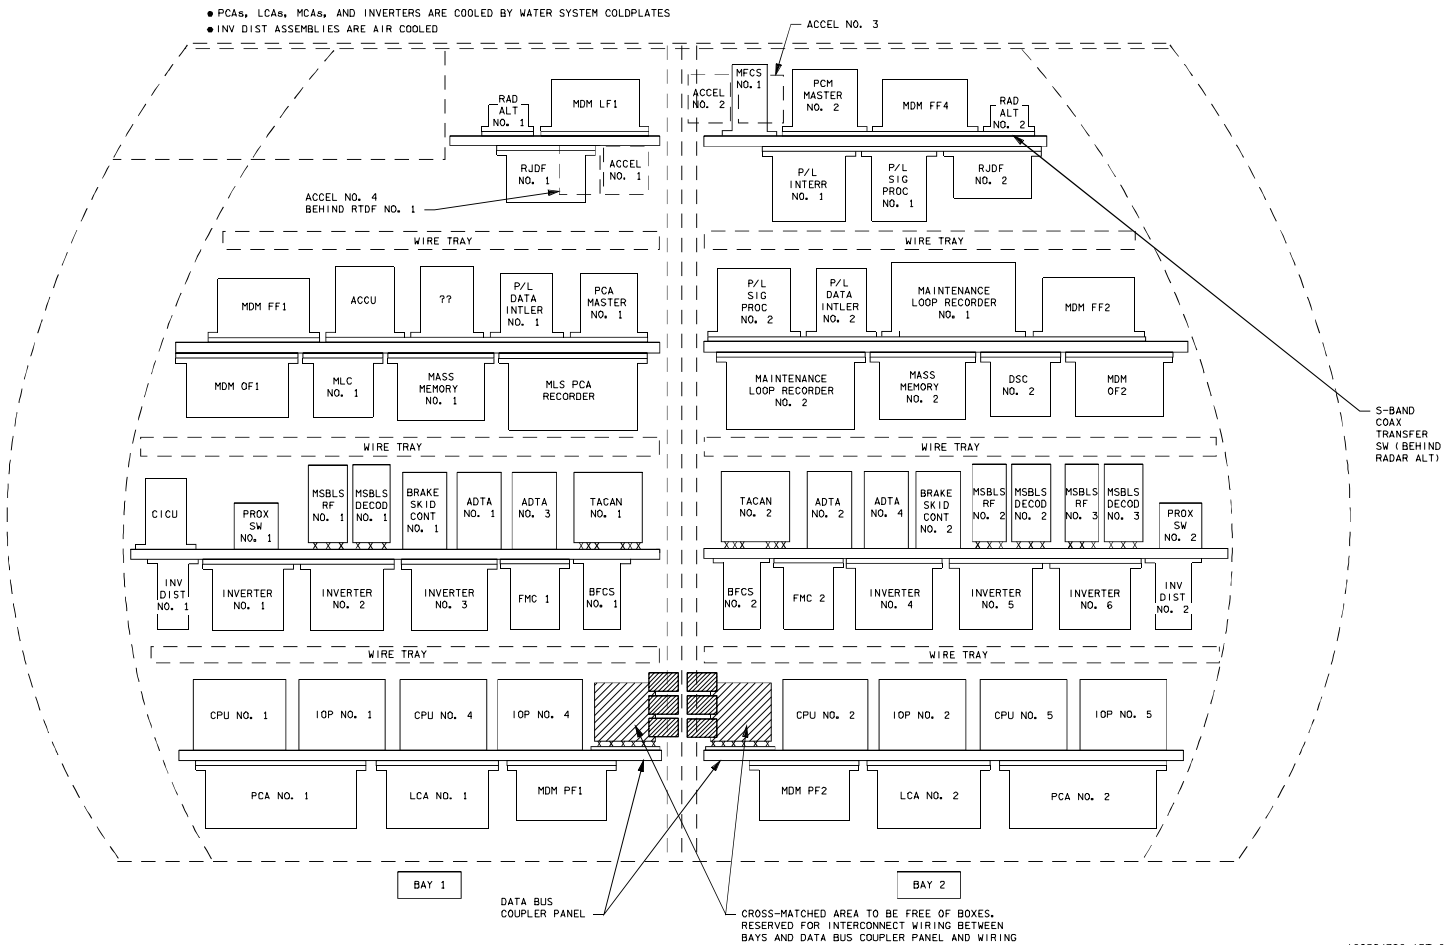 ● PCAs, LCAs, MCAs, AND INVERTERS ARE COOLED BY WATER SYSTEM COLDPLATES
● INV DIST ASSEMBLIES ARE AIR COOLED
ACCEL NO. 3
RAD
ALT
NO. 1
MDM LF1
ACCEL
NO. 2
MFCS
NO. 1
PCM
MASTER
NO. 2
MDM FF4
RAD
ALT
NO. 2
RJDF
NO. 1
ACCEL
NO. 1
P/L
INTERR
NO. 1
P/L
SIG
PROC
NO. 1
RJDF
NO. 2
ACCEL NO. 4
BEHIND RTDF NO. 1
WIRE TRAY
WIRE TRAY
MDM FF1
ACCU
??
P/L
DATA
INTLER
NO. 1
PCA
MASTER
NO. 1
P/L
SIG
PROC
NO. 2
P/L
DATA
INTLER
NO. 2
MAINTENANCE
LOOP RECORDER
NO. 1
MDM FF2
MDM OF1
MLC
NO. 1
MASS
MEMORY
NO. 1
MLS PCA
RECORDER
MAINTENANCE
LOOP RECORDER
NO. 2
MASS
MEMORY
NO. 2
DSC
NO. 2
MDM
OF2
S-BAND
COAX
TRANSFER
SW (BEHIND
RADAR ALT)
WIRE TRAY
WIRE TRAY
CICU
PROX
SW
NO. 1
MSBLS
RF
NO. 1
MSBLS
DECOD
NO. 1
BRAKE
SKID
CONT
NO. 1
ADTA
NO. 1
ADTA
NO. 3
TACAN
NO. 1
TACAN
NO. 2
ADTA
NO. 2
ADTA
NO. 4
BRAKE
SKID
CONT
NO. 2
MSBLS
RF
NO. 2
MSBLS
DECOD
NO. 2
MSBLS
RF
NO. 3
MSBLS
DECOD
NO. 3
PROX
SW
NO. 2
INV
DIST
NO. 1
INVERTER
NO. 1
INVERTER
NO. 2
INVERTER
NO. 3
FMC 1
BFCS
NO. 1
BFCS
NO. 2
FMC 2
INVERTER
NO. 4
INVERTER
NO. 5
INVERTER
NO. 6
INV
DIST
NO. 2
WIRE TRAY
WIRE TRAY
CPU NO. 1
IOP NO. 1
CPU NO. 4
IOP NO. 4
CPU NO. 2
IOP NO. 2
CPU NO. 5
IOP NO. 5
PCA NO. 1
LCA NO. 1
MDM PF1
MDM PF2
LCA NO. 2
PCA NO. 2
BAY 1
BAY 2
DATA BUS
COUPLER PANEL
CROSS-MATCHED AREA TO BE FREE OF BOXES.
RESERVED FOR INTERCONNECT WIRING BETWEEN
BAYS AND DATA BUS COUPLER PANEL AND WIRING